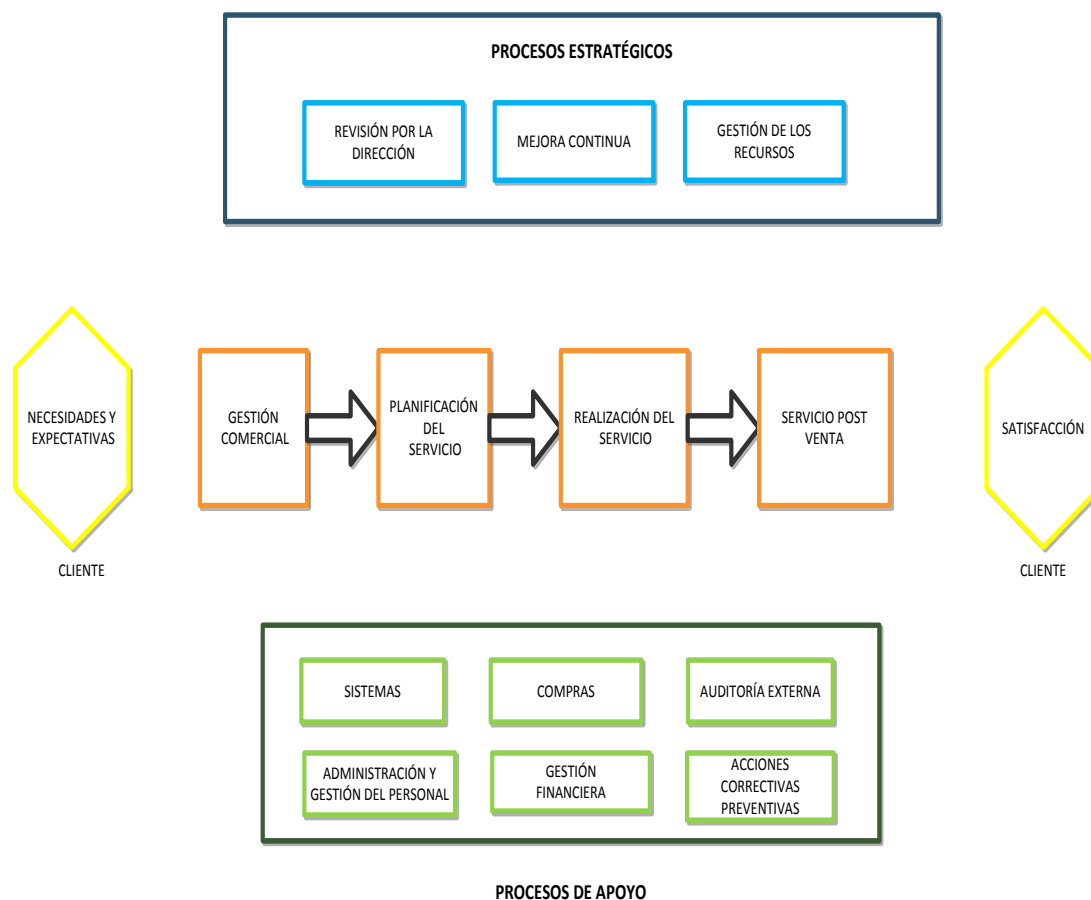 PROCESOS ESTRATÉGICOS
REVISIÓN POR LA
DIRECCIÓN
MEJORA CONTINUA
GESTIÓN DE LOS
RECURSOS
NECESIDADES Y
EXPECTATIVAS
CLIENTE
GESTIÓN
COMERCIAL
PLANIFICACIÓN
DEL
SERVICIO
REALIZACIÓN DEL
SERVICIO
SERVICIO POST
VENTA
SATISFACCIÓN
CLIENTE
SISTEMAS
COMPRAS
AUDITORÍA EXTERNA
ADMINISTRACIÓN Y
GESTIÓN DEL PERSONAL
GESTIÓN
FINANCIERA
ACCIONES
CORRECTIVAS
PREVENTIVAS
PROCESOS DE APOYO